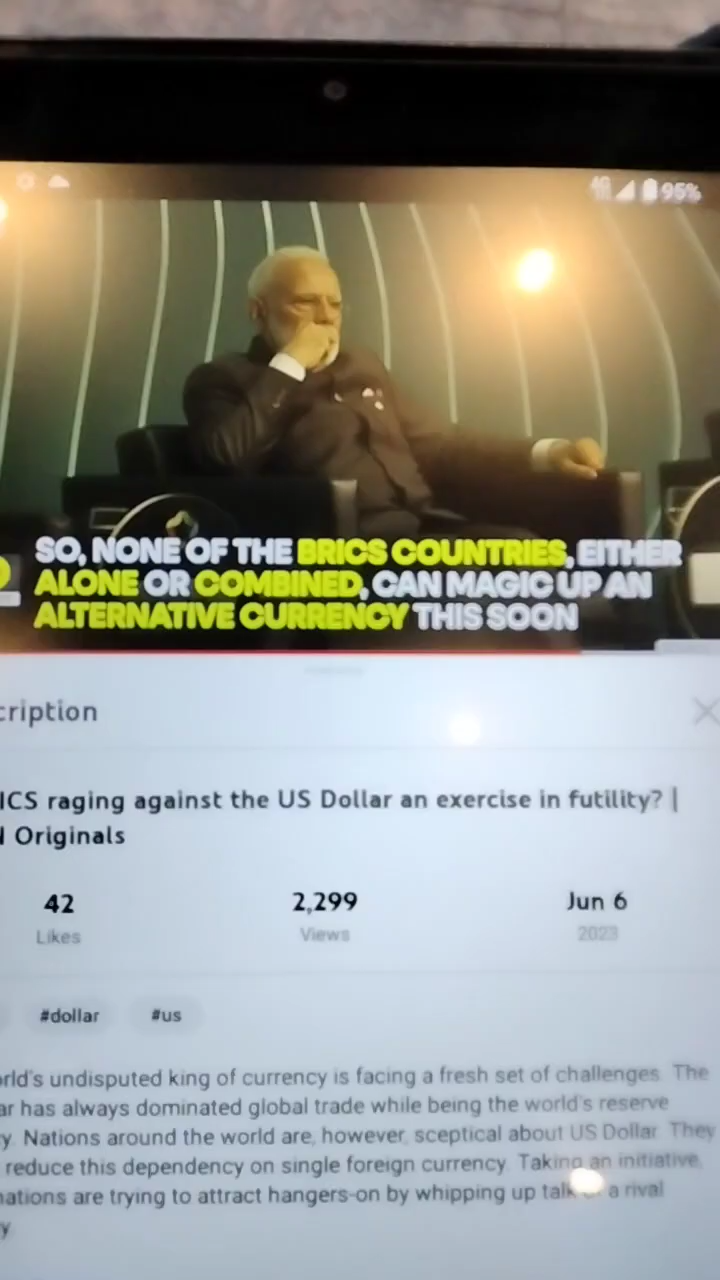 4G 95%
SO, NONE OF THE BRICS COUNTRIES, EITHER
ALONE OR COMBINED, CAN MAGIC UP AN
ALTERNATIVE CURRENCY THIS SOON
cription
ICS raging against the US Dollar an exercise in futility? |
Originals
42 2,299 Jun 6
Likes Views 2023
#dollar #us
orld's undisputed king of currency is facing a fresh set of challenges. The
ar has always dominated global trade while being the world's reserve
y. Nations around the world are, however, sceptical about US Dollar. They
reduce this dependency on single foreign currency. Taking an initiative,
nations are trying to attract hangers-on by whipping up talk of a rival
y